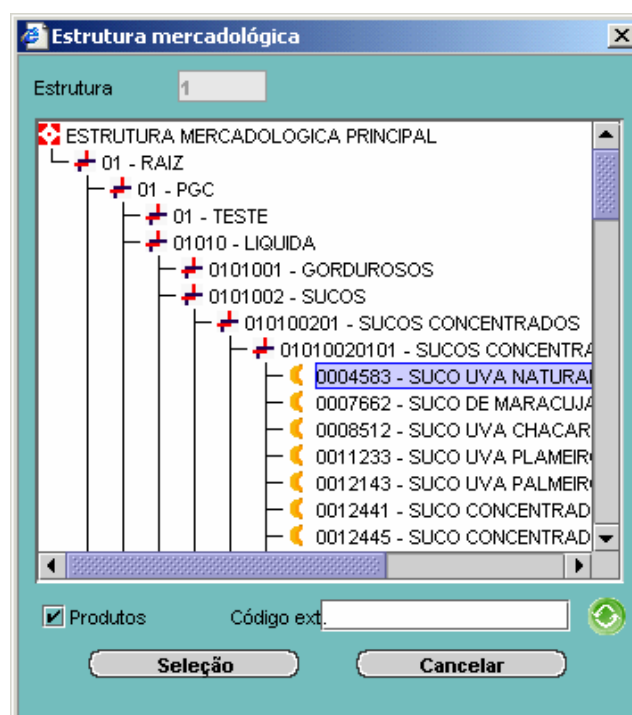 Estrutura mercadológica
Estrutura 1
ESTRUTURA MERCADOLOGICA PRINCIPAL
01 - RAIZ
01 - PGC
01 - TESTE
01010 - LIQUIDA
0101001 - GORDUROSOS
0101002 - SUCOS
010100201 - SUCOS CONCENTRADOS
01010020101 - SUCOS CONCENTRA
0004583 - SUCO UVA NATURAL
0007662 - SUCO DE MARACUJA
0008512 - SUCO UVA CHACAR
0011233 - SUCO UVA PLAMEIR
0012143 - SUCO UVA PALMEIR
0012441 - SUCO CONCENTRAD
0012445 - SUCO CONCENTRAD
Produtos Código ext.
Seleção Cancelar